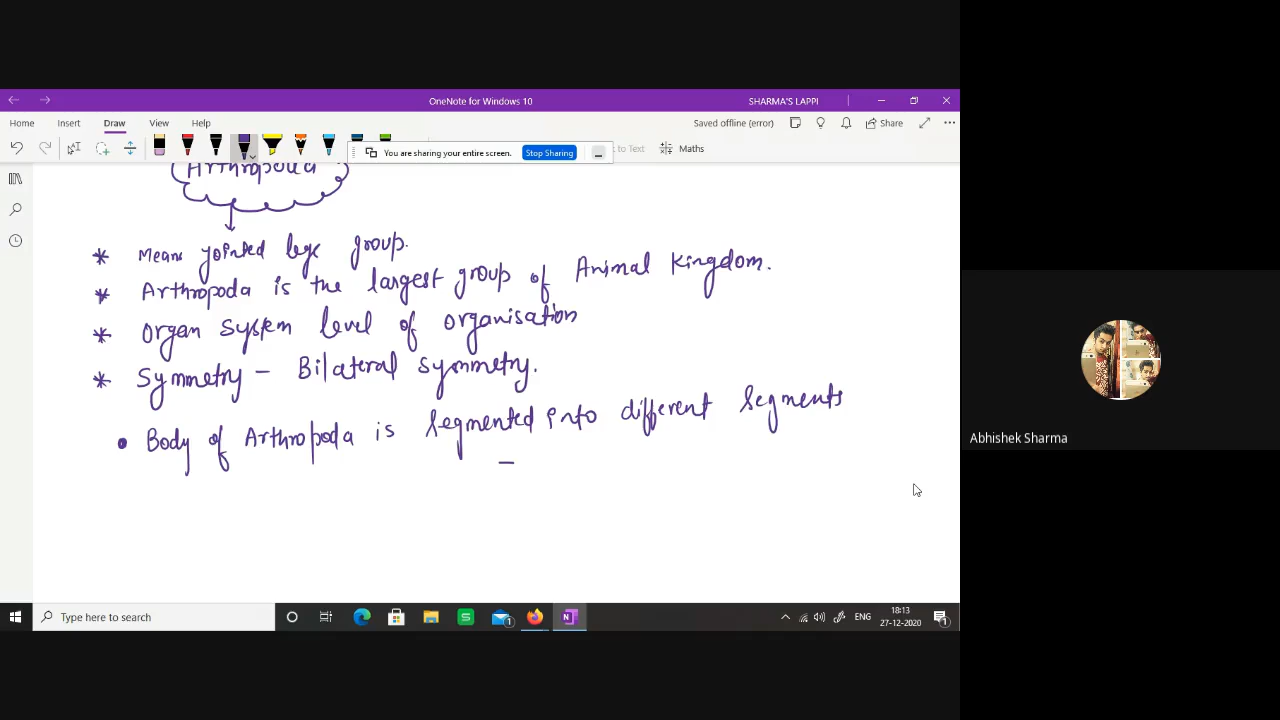 OneNote for Windows 10
SHARMA'S LAPPI
Home Insert Draw View Help
Saved offline (error)
Share
You are sharing your entire screen.
Stop Sharing
to Text
Maths
Arthropoda
* Means jointed legs group.
* Arthropoda is the largest group of Animal Kingdom.
* Organ system level of organisation
* Symmetry - Bilateral symmetry.
• Body of Arthropoda is segmented into different segments
–
Abhishek Sharma
Type here to search
ENG
18:13
27-12-2020